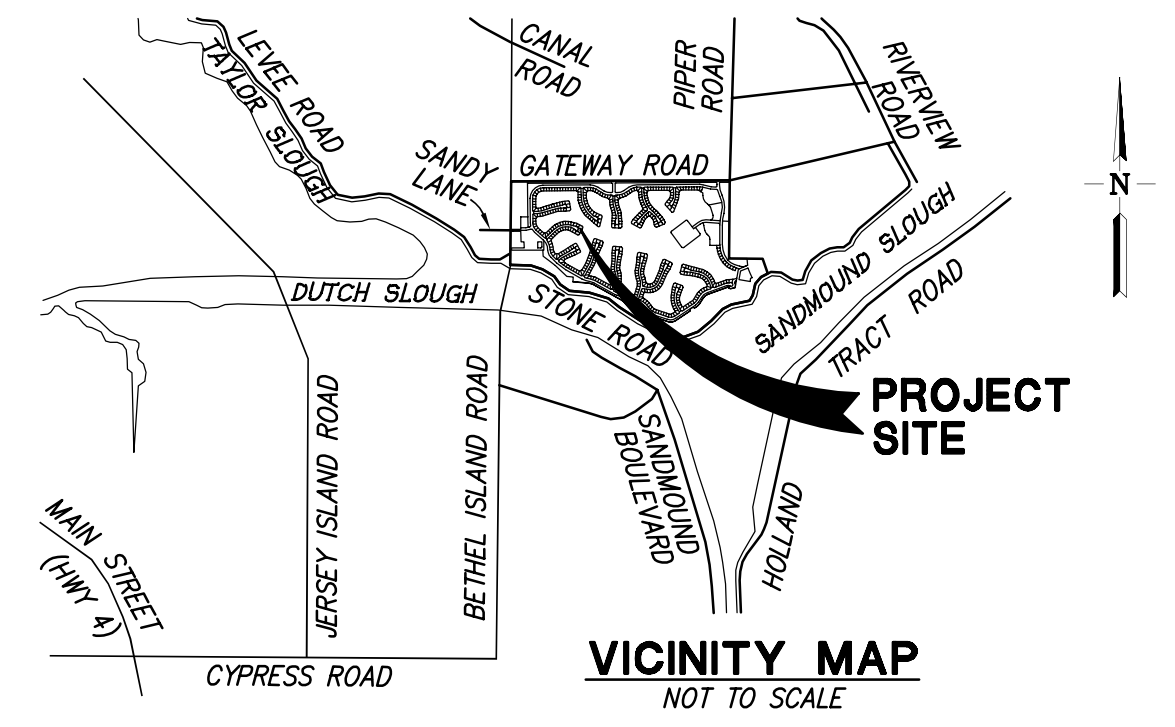 CANAL
ROAD
PIPER
ROAD
RIVERVIEW
ROAD
LEVEE ROAD
TAYLOR SLOUGH
SANDY
LANE
GATEWAY ROAD
N
SANDMOUND SLOUGH
DUTCH SLOUGH
STONE ROAD
TRACT ROAD
PROJECT
SITE
JERSEY ISLAND ROAD
BETHEL ISLAND ROAD
SANDMOUND
BOULEVARD
HOLLAND
MAIN STREET
(HWY 4)
CYPRESS ROAD
VICINITY MAP
NOT TO SCALE